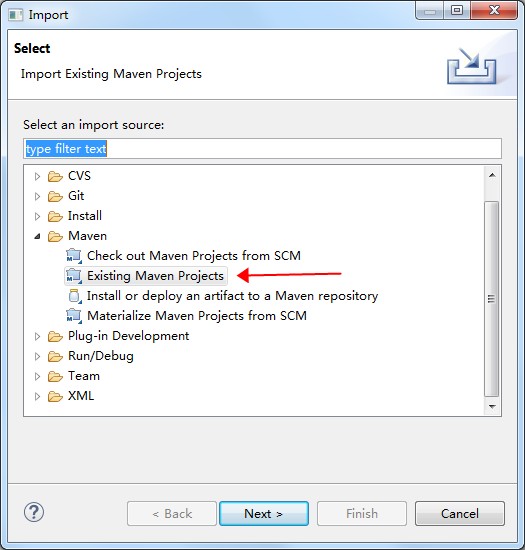 Import
Select
Import Existing Maven Projects
Select an import source:
type filter text
CVS
Git
Install
Maven
Check out Maven Projects from SCM
Existing Maven Projects
Install or deploy an artifact to a Maven repository
Materialize Maven Projects from SCM
Plug-in Development
Run/Debug
Team
XML
? < Back Next > Finish Cancel